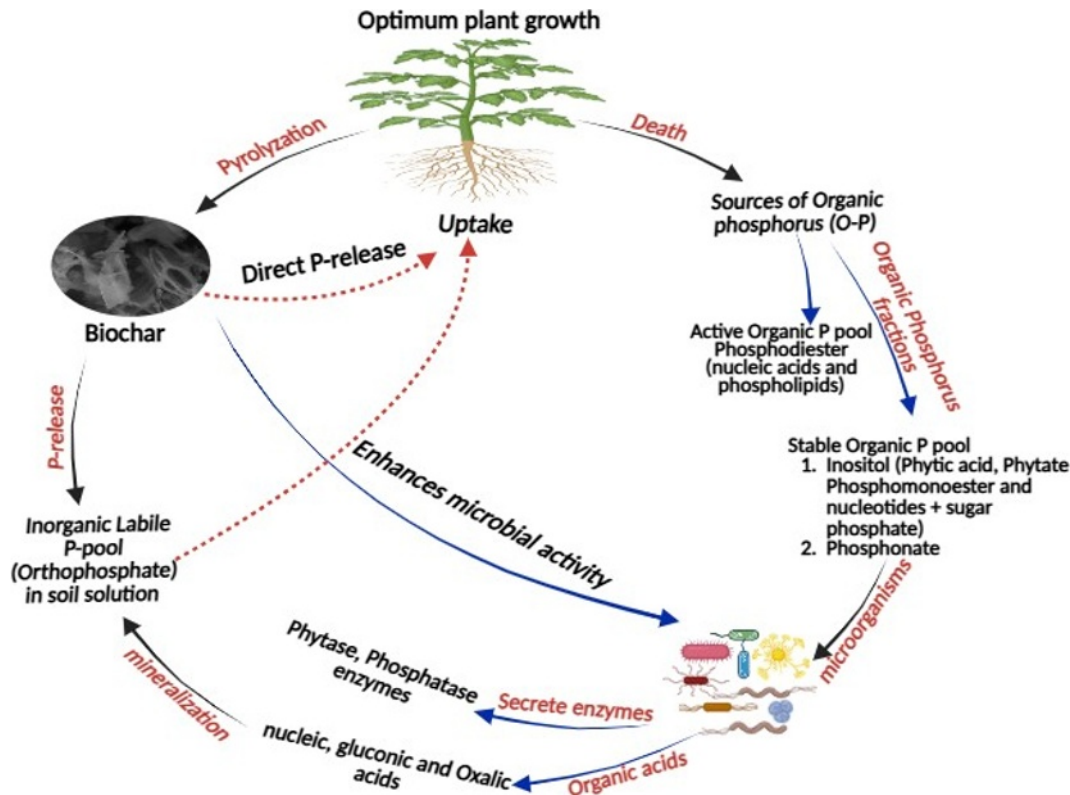 Optimum plant growth
Pyrolyzation
Death
Sources of Organic
phosphorus (O-P)
Uptake
Direct P-release
Biochar
Organic Phosphorus
fractions
Active Organic P pool
Phosphodiester
(nucleic acids and
phospholipids)
P-release
Enhances microbial activity
Stable Organic P pool
1. Inositol (Phytic acid, Phytate
Phosphomonoester and
nucleotides + sugar
phosphate)
2. Phosphonate
Inorganic Labile
P-pool
(Orthophosphate)
in soil solution
microorganisms
Phytase, Phosphatase
enzymes
Secrete enzymes
mineralization
nucleic, gluconic and Oxalic
acids
Organic acids